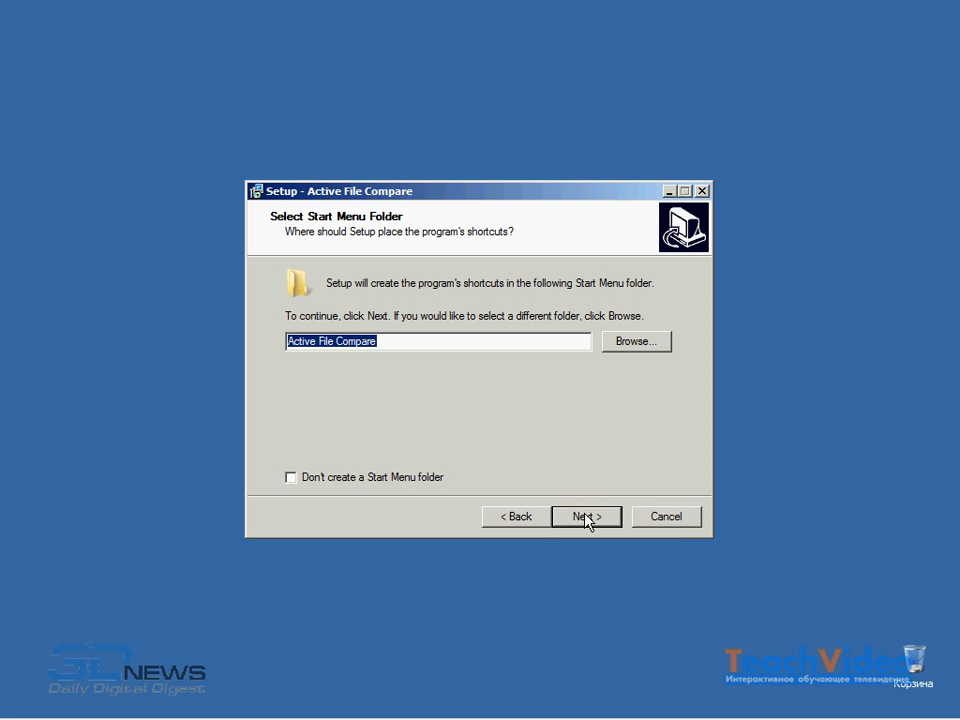 Setup - Active File Compare
Select Start Menu Folder
Where should Setup place the program's shortcuts?
Setup will create the program's shortcuts in the following Start Menu folder.
To continue, click Next. If you would like to select a different folder, click Browse.
Active File Compare
Browse...
Don't create a Start Menu folder
< Back
Next >
Cancel
3DNEWS
Daily Digital Digest
TeachVideo
Интерактивное обучающее телевидение
Корзина